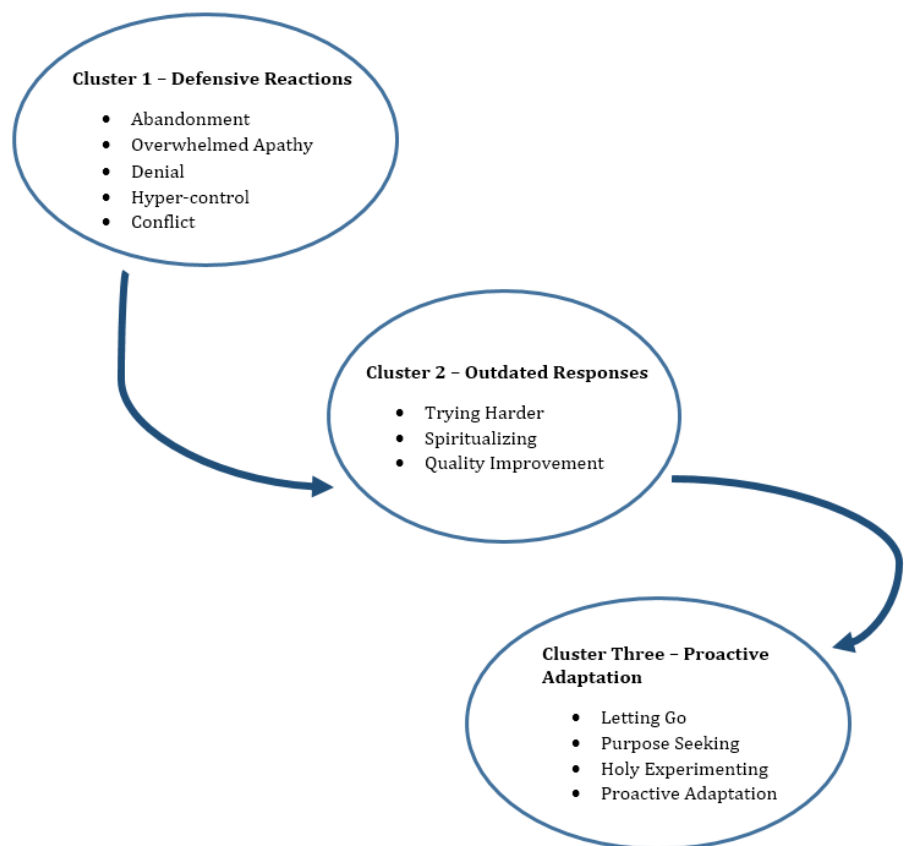 Cluster 1 – Defensive Reactions
• Abandonment
• Overwhelmed Apathy
• Denial
• Hyper-control
• Conflict
Cluster 2 – Outdated Responses
• Trying Harder
• Spiritualizing
• Quality Improvement
Cluster Three – Proactive
Adaptation
• Letting Go
• Purpose Seeking
• Holy Experimenting
• Proactive Adaptation